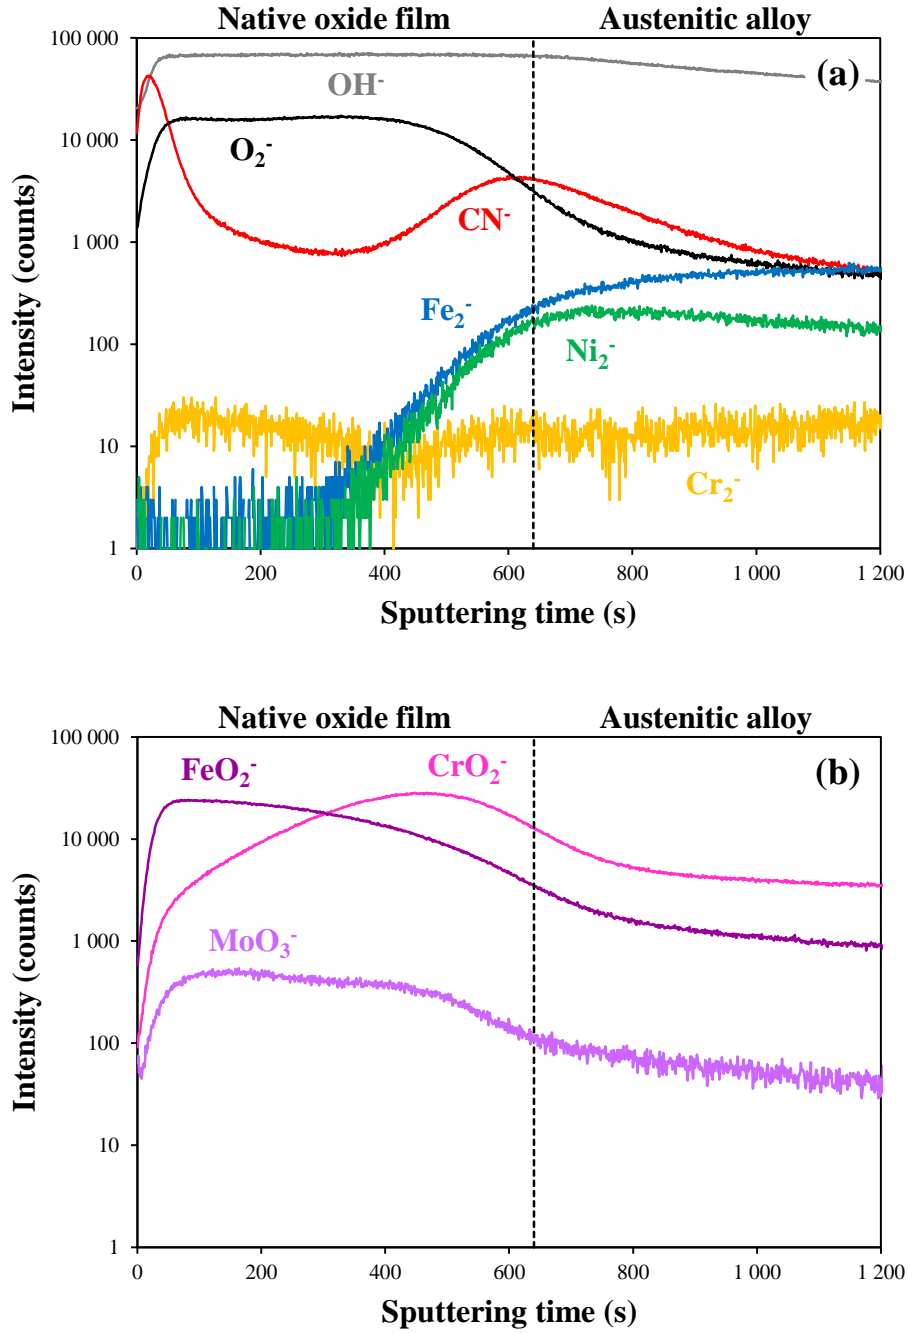 Native oxide film Austenitic alloy
100 000
(a)
OH⁻
10 000
O₂⁻
CN⁻
1 000
Fe₂⁻
Ni₂⁻
100
10
Cr₂⁻
1
Intensity (counts)
0 200 400 600 800 1 000 1 200
Sputtering time (s)
Native oxide film Austenitic alloy
100 000
(b)
FeO₂⁻ CrO₂⁻
10 000
1 000
MoO₃⁻
100
10
1
Intensity (counts)
0 200 400 600 800 1 000 1 200
Sputtering time (s)